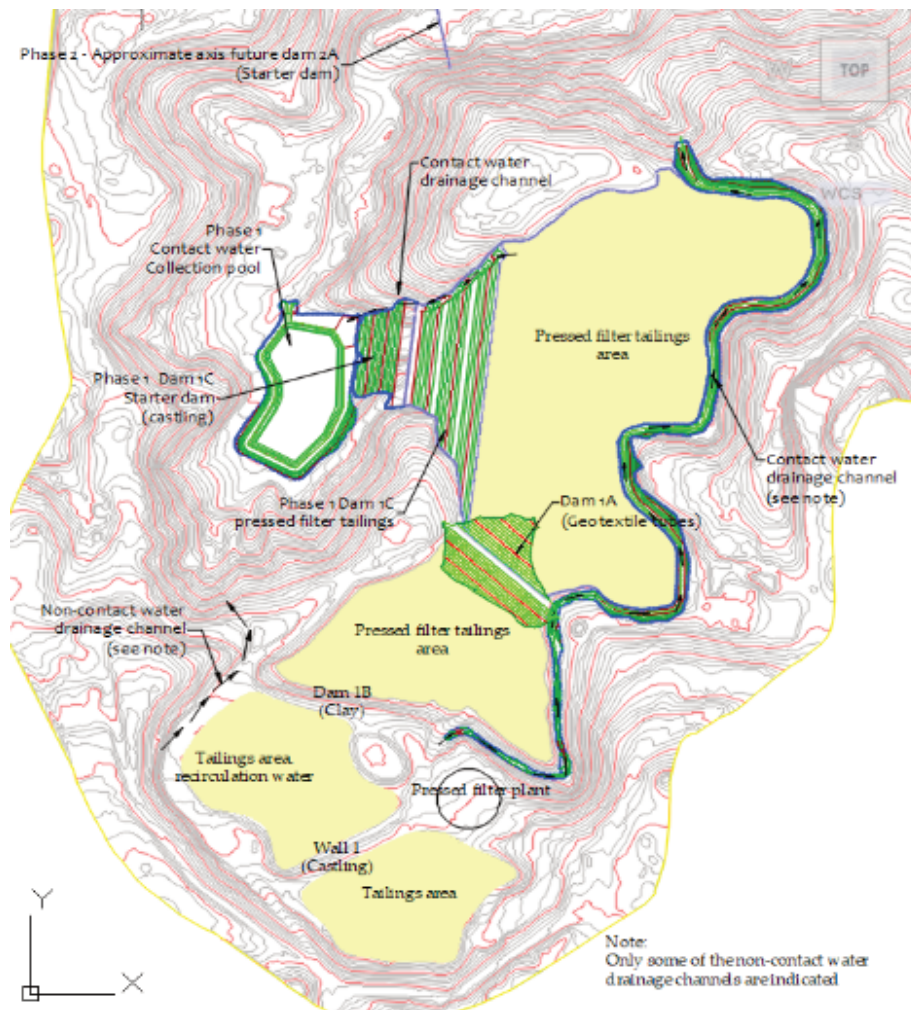 Phase 2 - Approximate axis future dam 2A
(Starter dam)
W
TOP
Contact water
drainage channel
WCS
Phase 1
Contact water
Collection pool
Pressed filter tailings
area
Phase 1 Dam 1C
Starter dam
(castling)
Contact water
drainage channel
(see note)
Phase 1 Dam 1C
pressed filter tailings
Dam 1A
(Geotextile tubes)
Non-contact water
drainage channel
(see note)
Pressed filter tailings
area
Dam 1B
(Clay)
Tailings area
recirculation water
Pressed filter plant
Wall 1
(Castling)
Tailings area
Y
X
Note:
Only some of the non-contact water
drainage channels are indicated